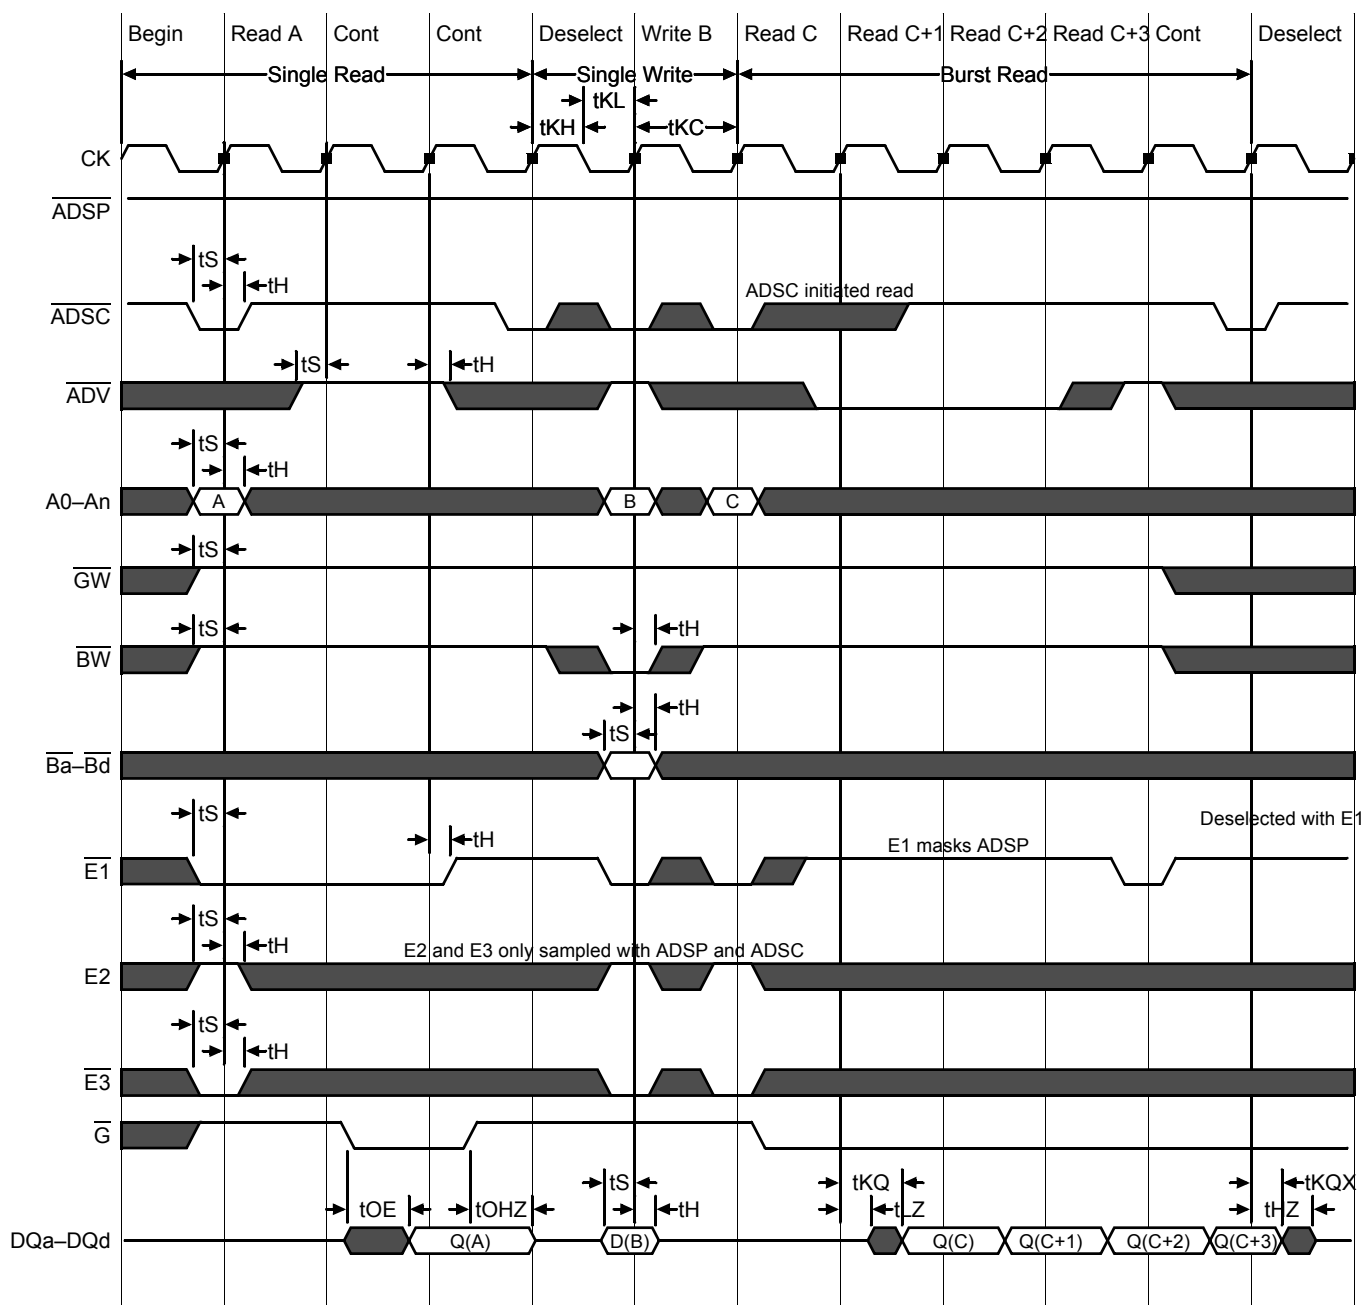 Begin Read A Cont Cont Deselect Write B Read C Read C+1 Read C+2 Read C+3 Cont Deselect
Single Read Single Write Burst Read
tKL
tKH tKC
CK
ADSP
tS
tH
ADSC initiated read
ADSC
tS tH
ADV
tS
tH
A0–An A B C
tS
GW
tS tH
BW
tH
tS
Ba–Bd
tS
Deselected with E1
tH
E1 masks ADSP
E1
tS
tH
E2 and E3 only sampled with ADSP and ADSC
E2
tS
tH
E3
G
tS tKQ tKQX
tOE tOHZ tH tLZ tHZ
DQa–DQd Q(A) D(B) Q(C) Q(C+1) Q(C+2) Q(C+3)